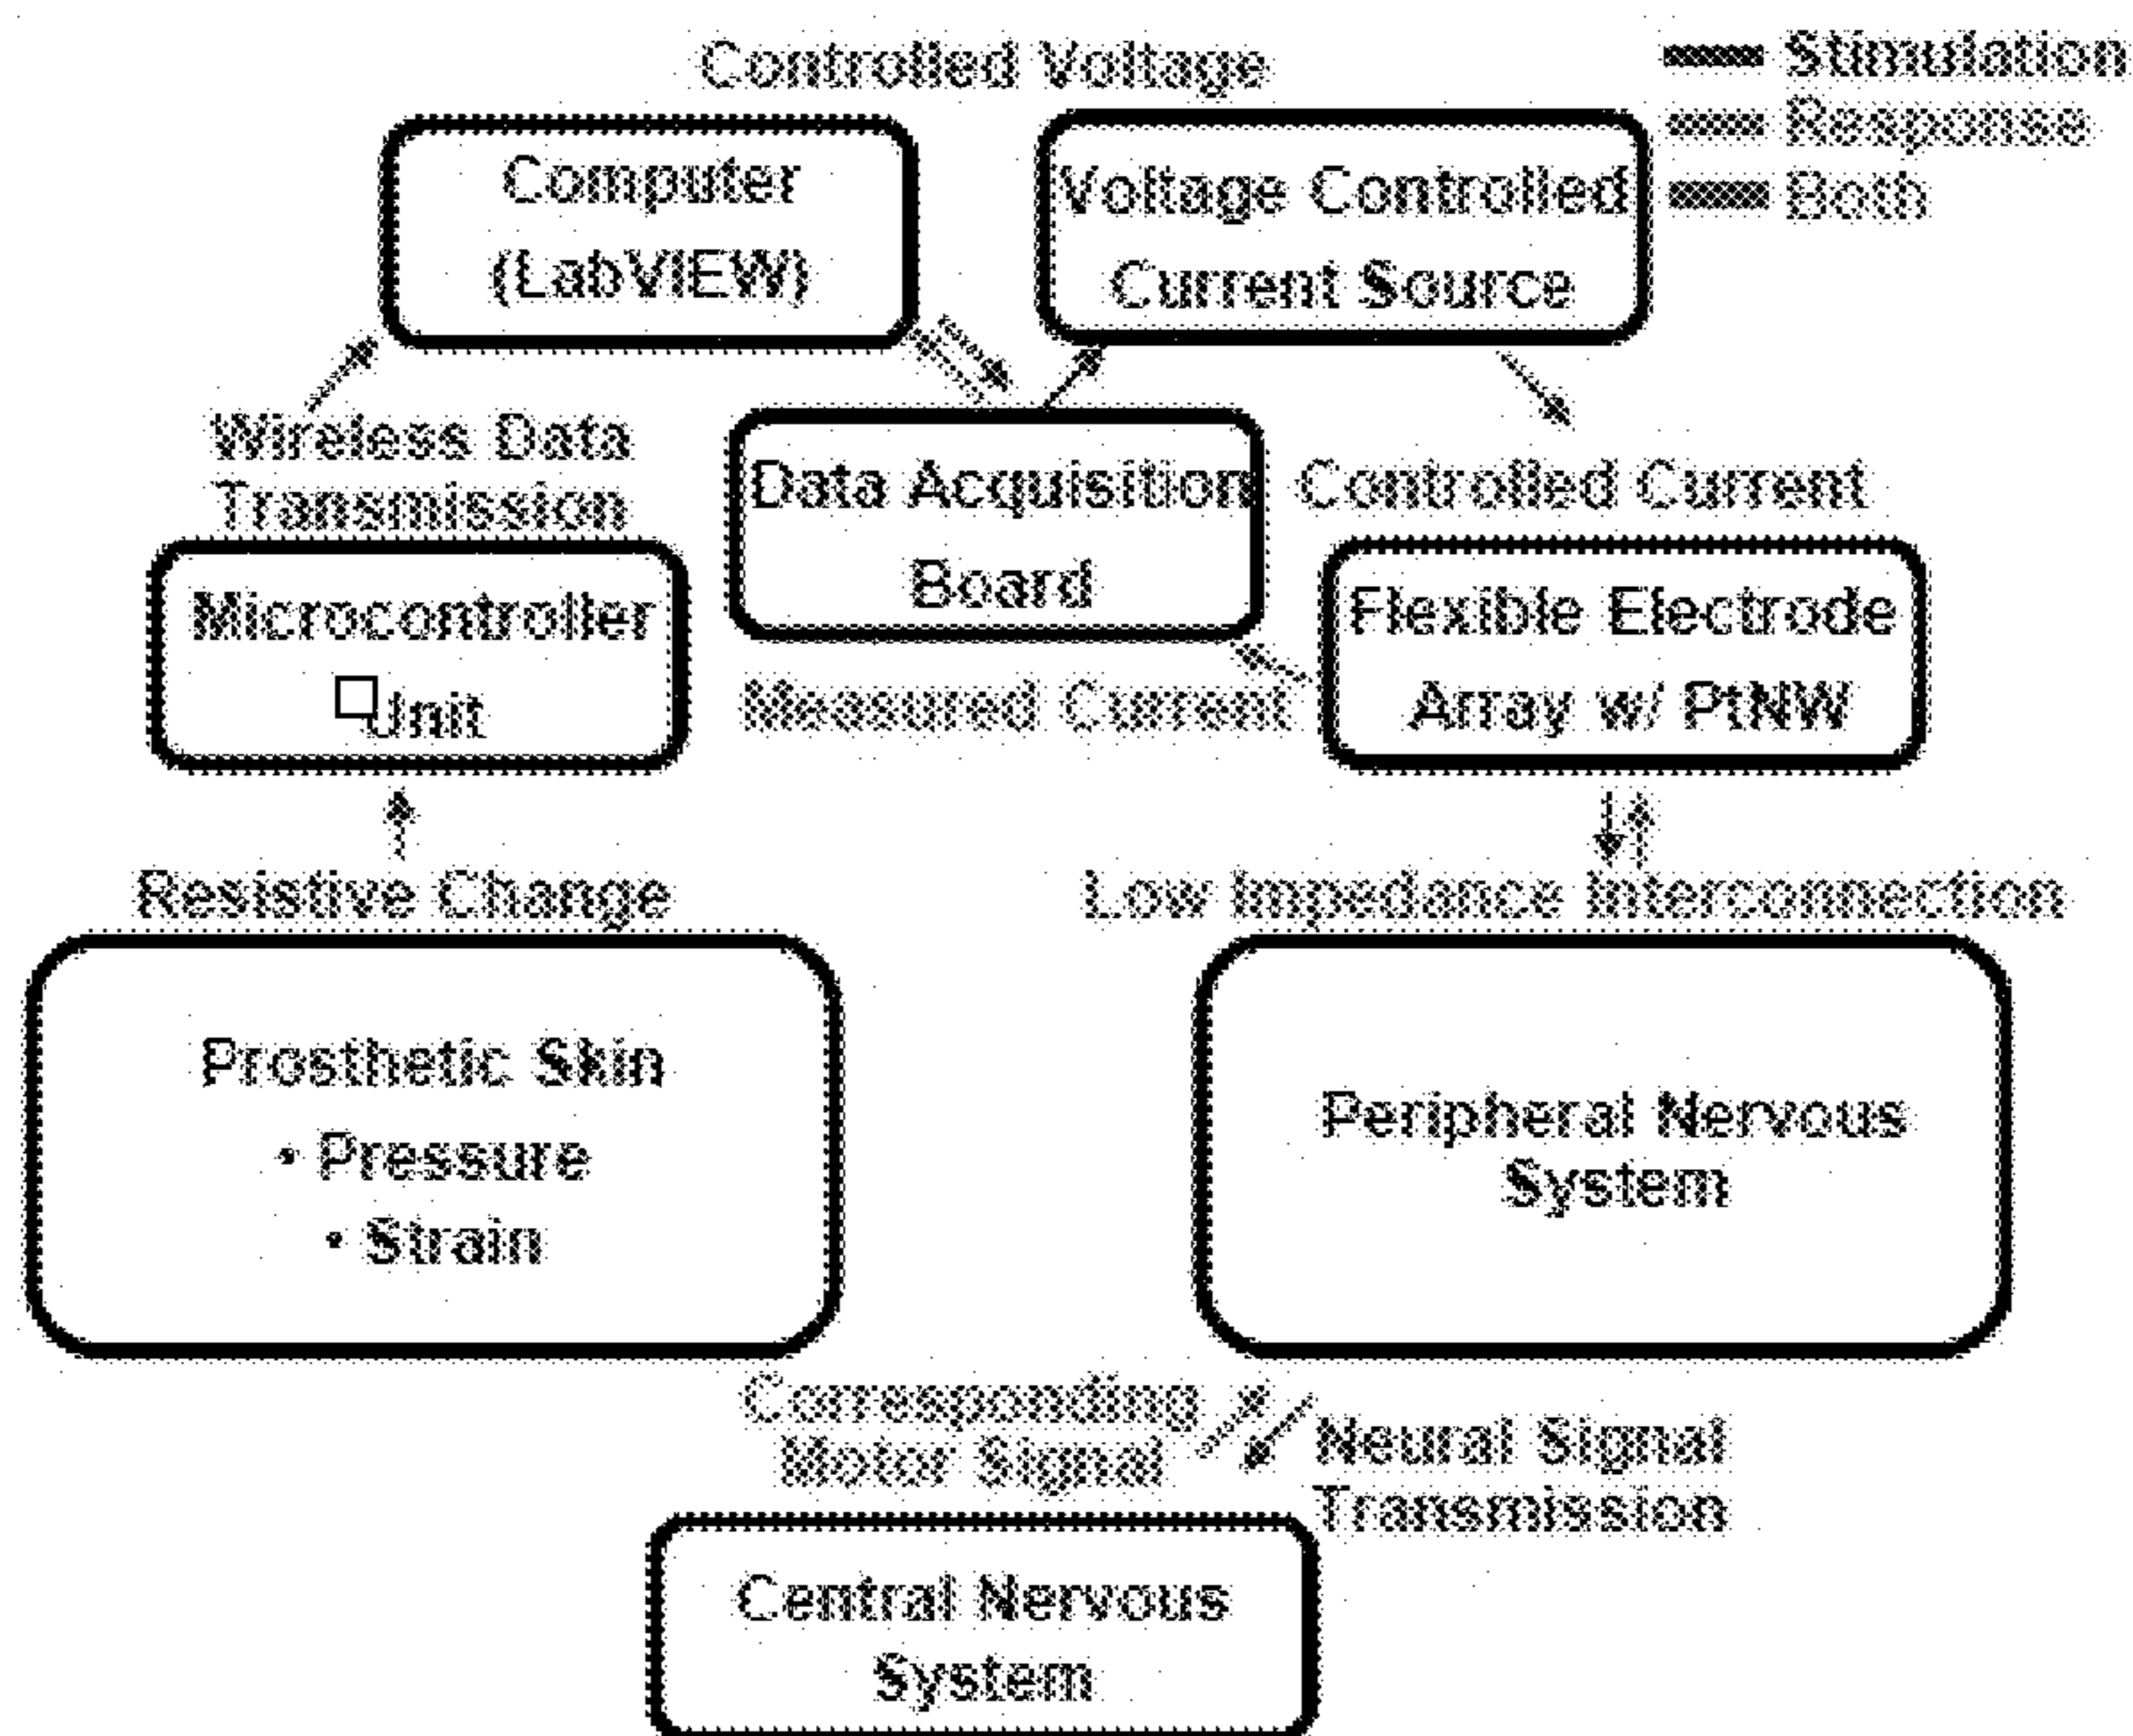 Controlled Voltage
Stimulation
Response
Both
Computer
(LabVIEW)
Voltage Controlled
Current Source
Wireless Data
Transmission
Data Acquisition
Board
Controlled Current
Microcontroller
Unit
Measured Current
Flexible Electrode
Array w/ PtNW
Resistive Change
Low Impedance Interconnection
Prosthetic Skin
• Pressure
• Strain
Peripheral Nervous
System
Corresponding
Motor Signal
Neural Signal
Transmission
Central Nervous
System